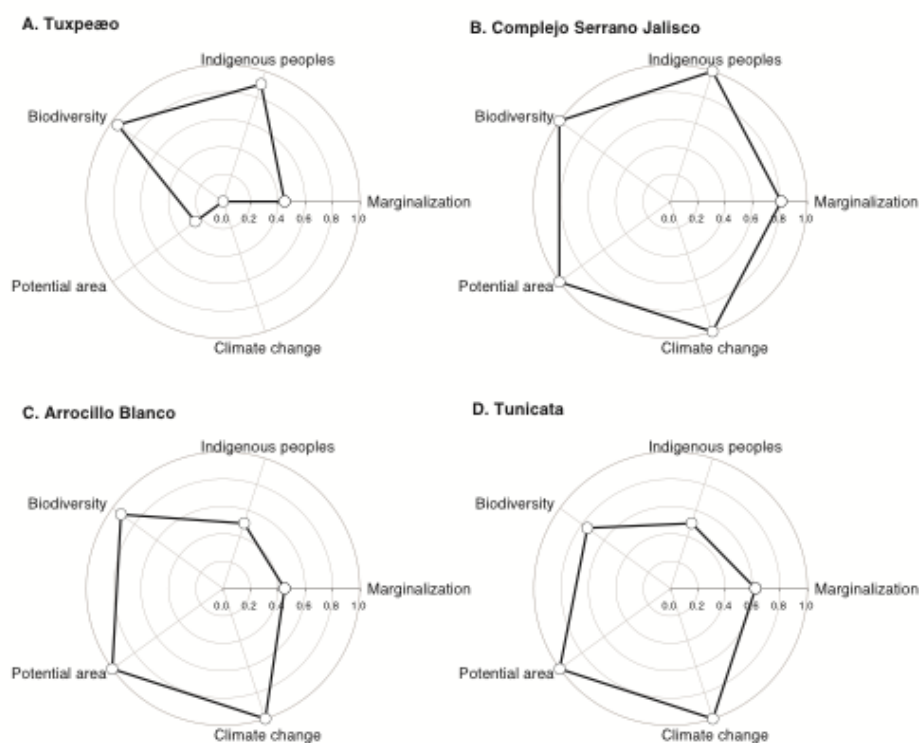 A. Tuxpeæo
Indigenous peoples
Biodiversity
0.0 0.2 0.4 0.6 0.8 1.0
Marginalization
Potential area
Climate change
B. Complejo Serrano Jalisco
Indigenous peoples
Biodiversity
0.0 0.2 0.4 0.6 0.8 1.0
Marginalization
Potential area
Climate change
C. Arrocillo Blanco
Indigenous peoples
Biodiversity
0.0 0.2 0.4 0.6 0.8 1.0
Marginalization
Potential area
Climate change
D. Tunicata
Indigenous peoples
Biodiversity
0.0 0.2 0.4 0.6 0.8 1.0
Marginalization
Potential area
Climate change